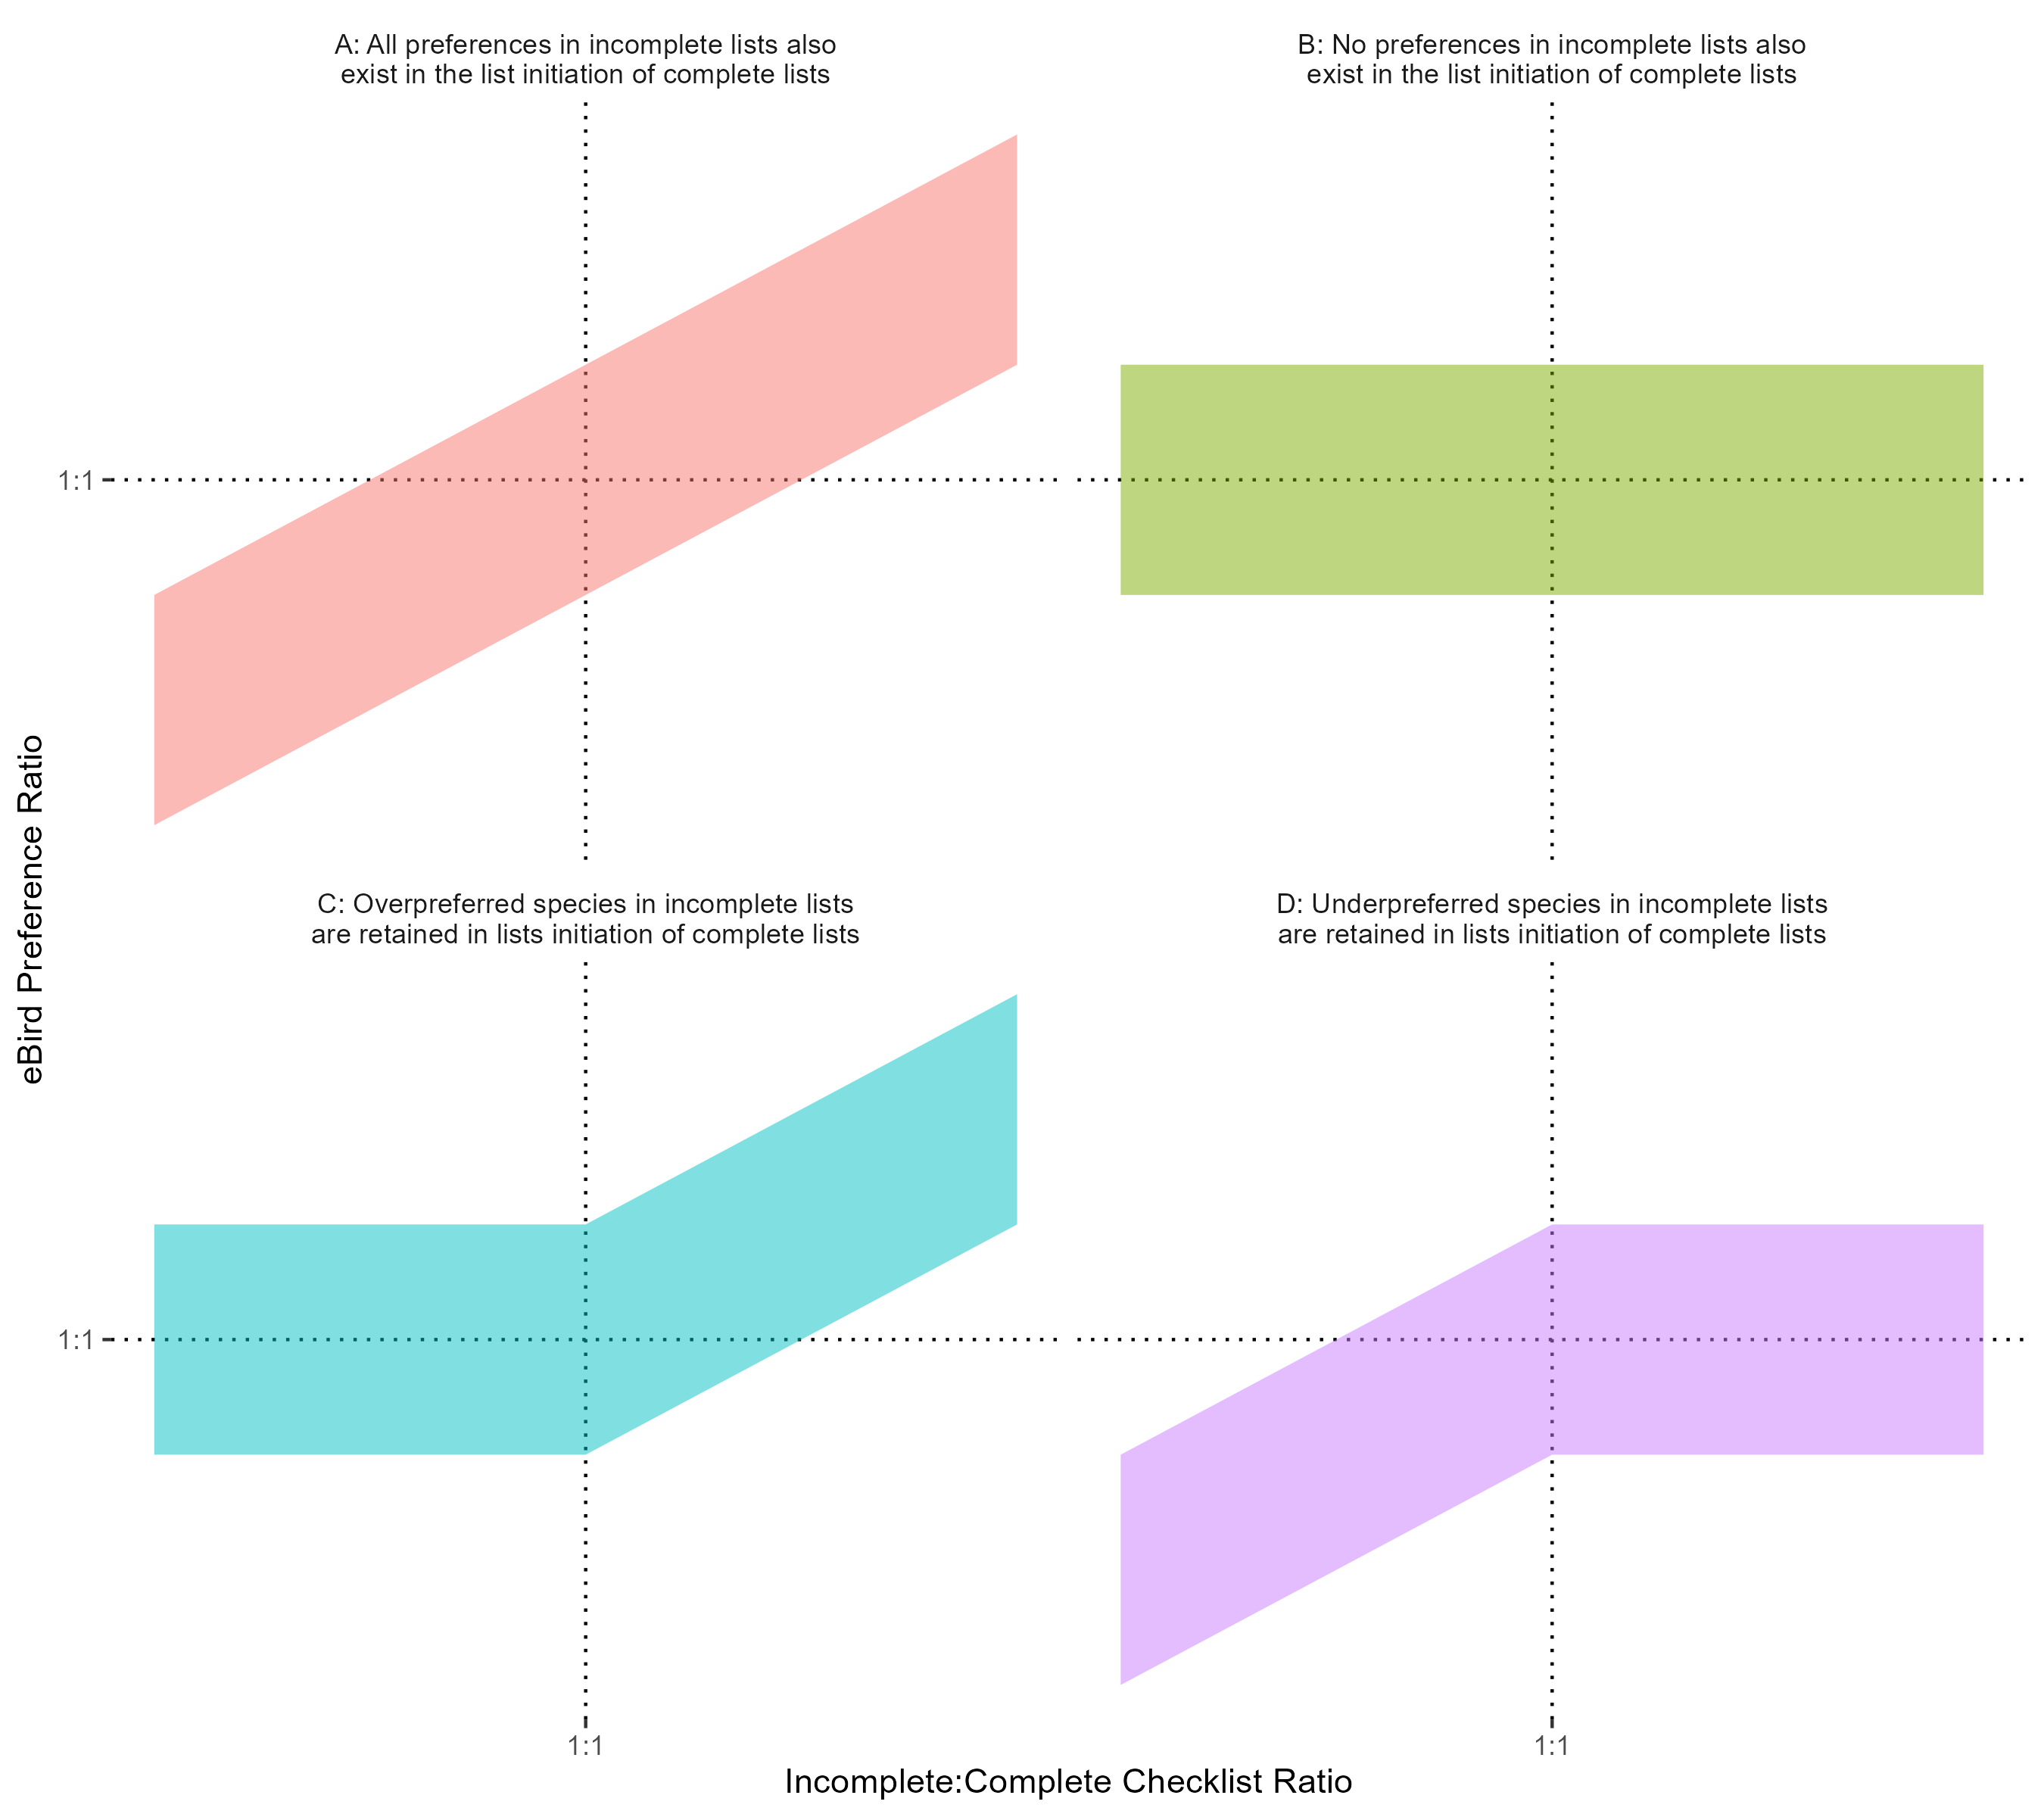 A: All preferences in incomplete lists also
exist in the list initiation of complete lists
B: No preferences in incomplete lists also
exist in the list initiation of complete lists
1:1
eBird Preference Ratio
C: Overpreferred species in incomplete lists
are retained in lists initiation of complete lists
D: Underpreferred species in incomplete lists
are retained in lists initiation of complete lists
1:1
1:1
1:1
Incomplete:Complete Checklist Ratio